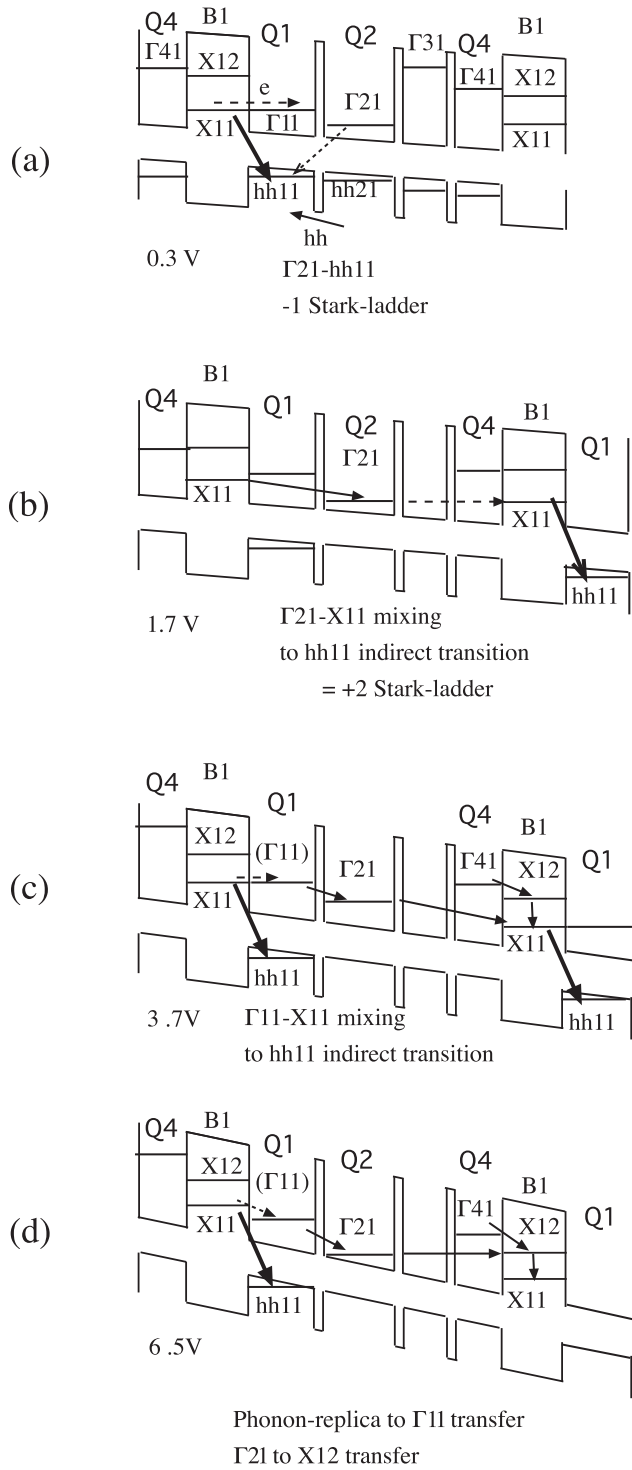 Q4 B1 Q1 Q2 Γ31 Q4 B1
Γ41 X12 e Γ21 Γ41 X12
X11 Γ11 X11
(a)
hh11 hh21
hh
0.3 V Γ21-hh11
-1 Stark-ladder
Q4 B1 Q1 Q2 Q4 B1 Q1
Γ21
X11 X11
(b)
hh11
1.7 V Γ21-X11 mixing
to hh11 indirect transition
= +2 Stark-ladder
Q4 B1 Q1 Q4 B1 Q1
X12 (Γ11) Γ21 Γ41 X12
(c) X11 X11
hh11 hh11
3 .7V Γ11-X11 mixing
to hh11 indirect transition
Q4 B1 Q1 Q2 Q4 B1 Q1
X12 (Γ11) Γ41 X12
(d) X11 Γ21 X11
hh11
6 .5V
Phonon-replica to Γ11 transfer
Γ21 to X12 transfer